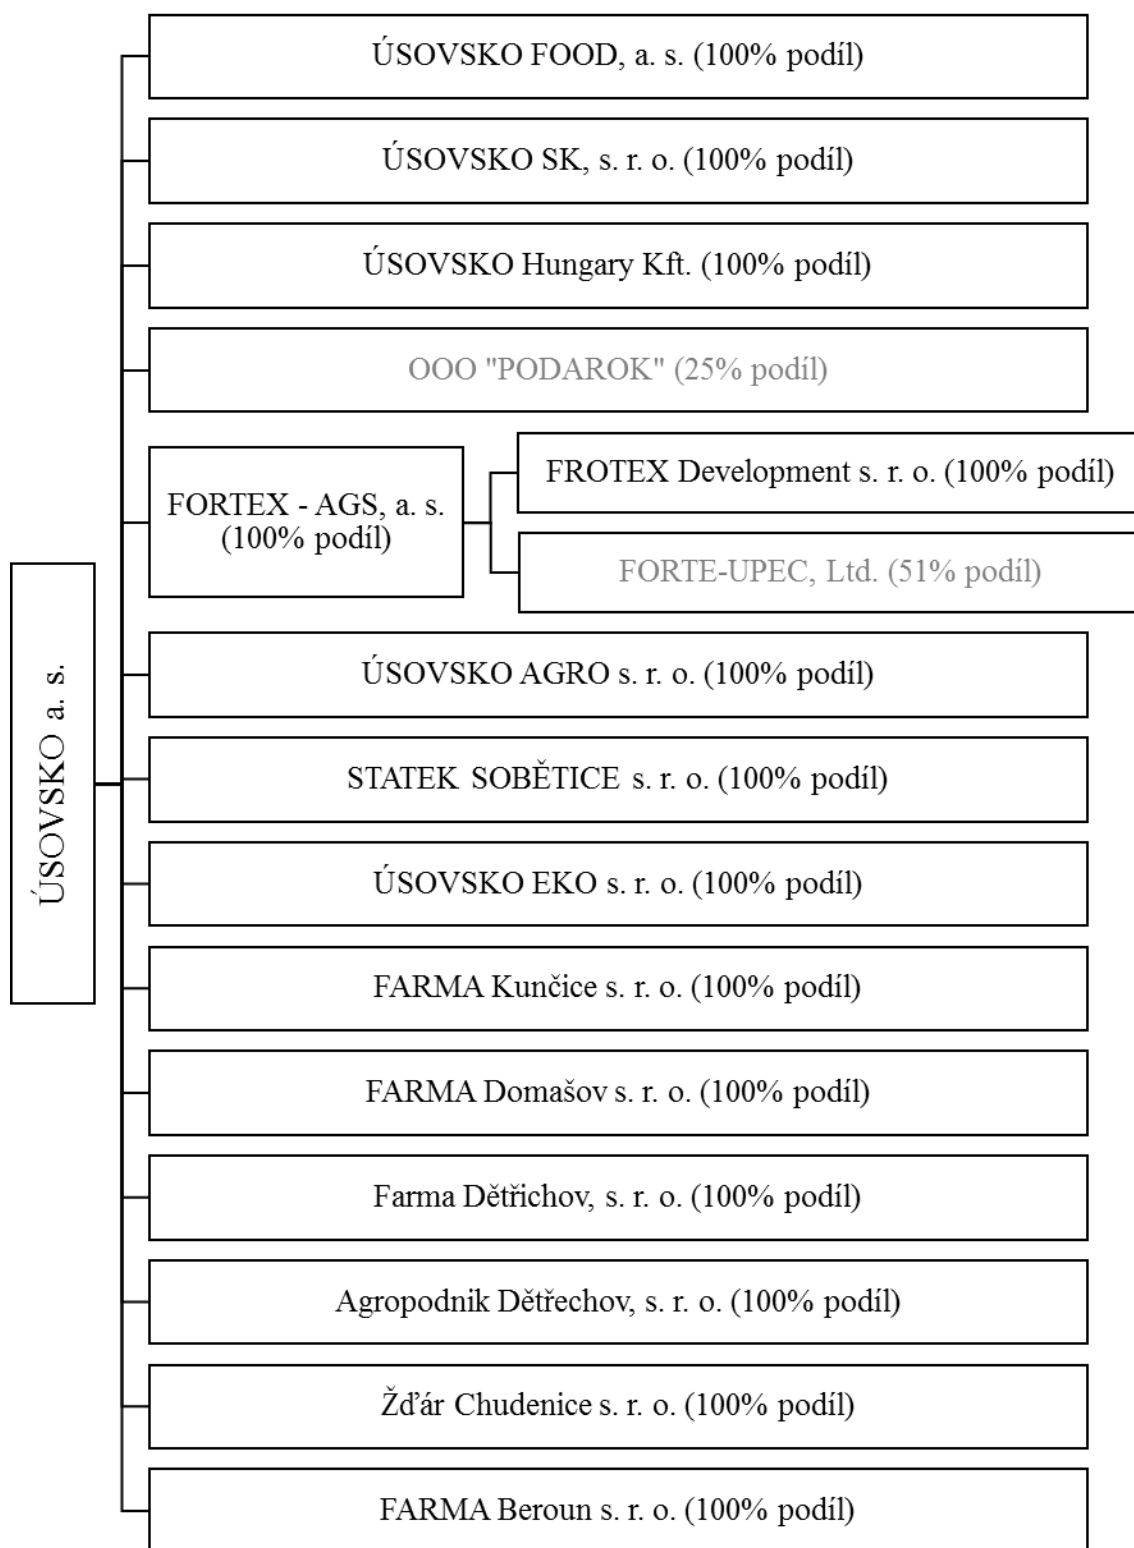 ÚSOVSKO FOOD, a. s. (100% podíl)
ÚSOVSKO SK, s. r. o. (100% podíl)
ÚSOVSKO Hungary Kft. (100% podíl)
OOO "PODAROK" (25% podíl)
FORTEX - AGS, a. s.
(100% podíl)
FROTEX Development s. r. o. (100% podíl)
FORTE-UPEC, Ltd. (51% podíl)
ÚSOVSKO a. s.
ÚSOVSKO AGRO s. r. o. (100% podíl)
STATEK SOBĚTICE s. r. o. (100% podíl)
ÚSOVSKO EKO s. r. o. (100% podíl)
FARMA Kunčice s. r. o. (100% podíl)
FARMA Domašov s. r. o. (100% podíl)
Farma Dětřichov, s. r. o. (100% podíl)
Agropodnik Dětřechov, s. r. o. (100% podíl)
Žďár Chudenice s. r. o. (100% podíl)
FARMA Beroun s. r. o. (100% podíl)